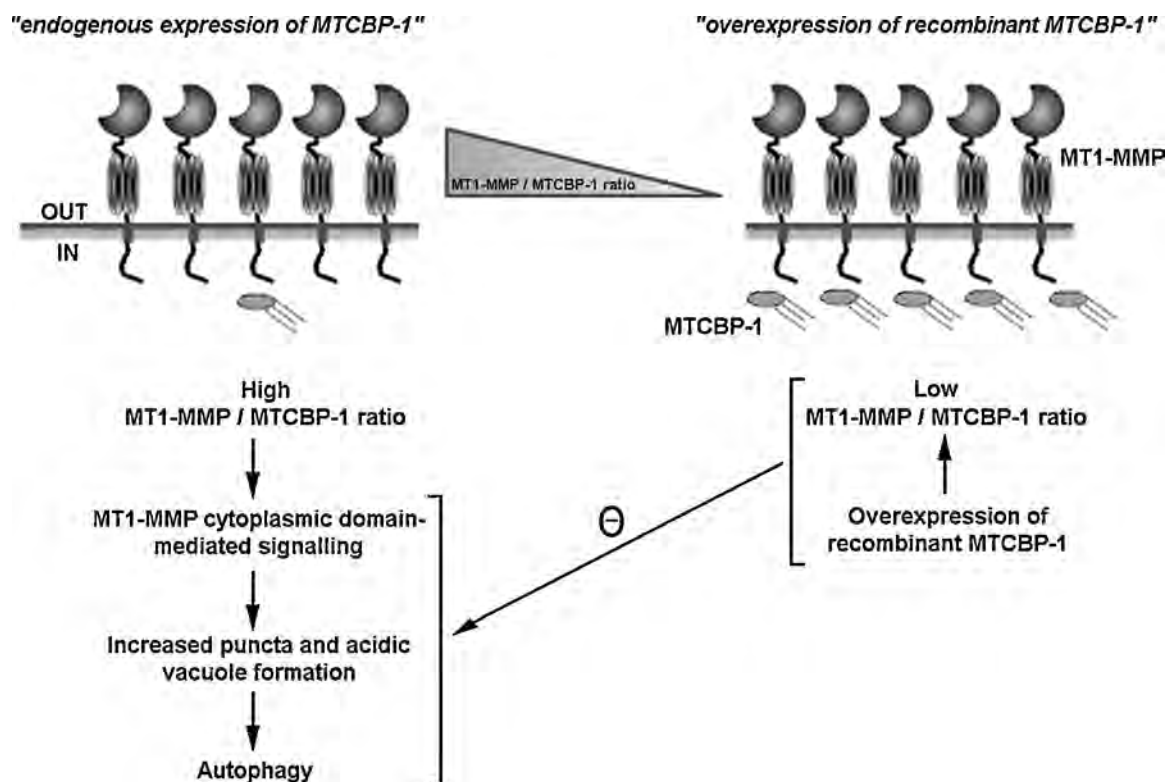 "endogenous expression of MTCBP-1"
"overexpression of recombinant MTCBP-1"
MT1-MMP
MT1-MMP / MTCBP-1 ratio
OUT
IN
MTCBP-1
High
MT1-MMP / MTCBP-1 ratio
MT1-MMP cytoplasmic domain-
mediated signalling
Increased puncta and acidic
vacuole formation
Autophagy
Θ
Low
MT1-MMP / MTCBP-1 ratio
Overexpression of
recombinant MTCBP-1